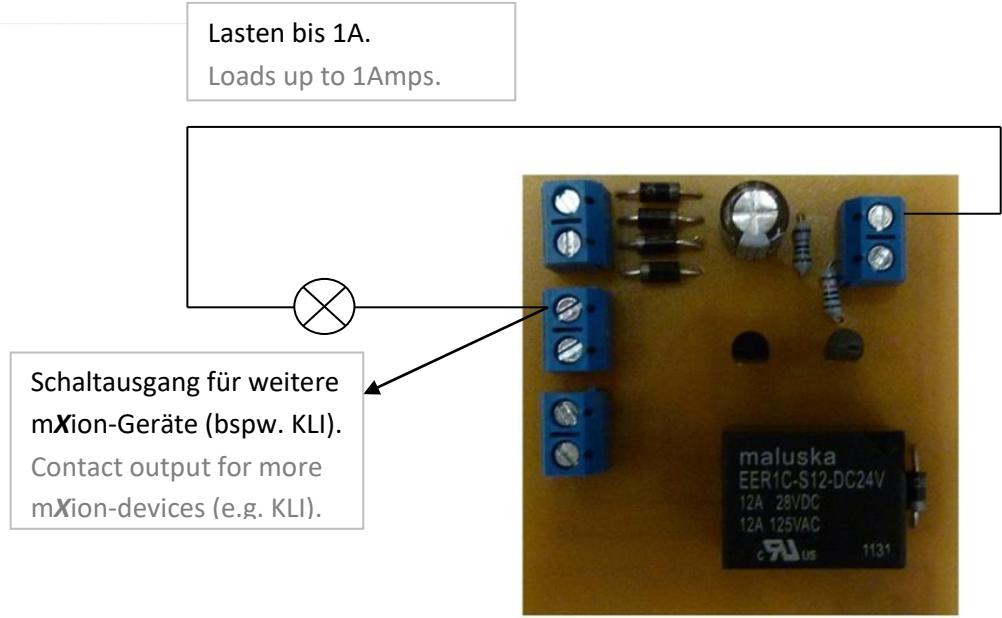 Lasten bis 1A.
Loads up to 1Amps.
Schaltausgang für weitere
mXion-Geräte (bspw. KLI).
Contact output for more
mXion-devices (e.g. KLI).
maluska
EER1C-S12-DC24V
12A 28VDC
12A 125VAC
c RU US 1131